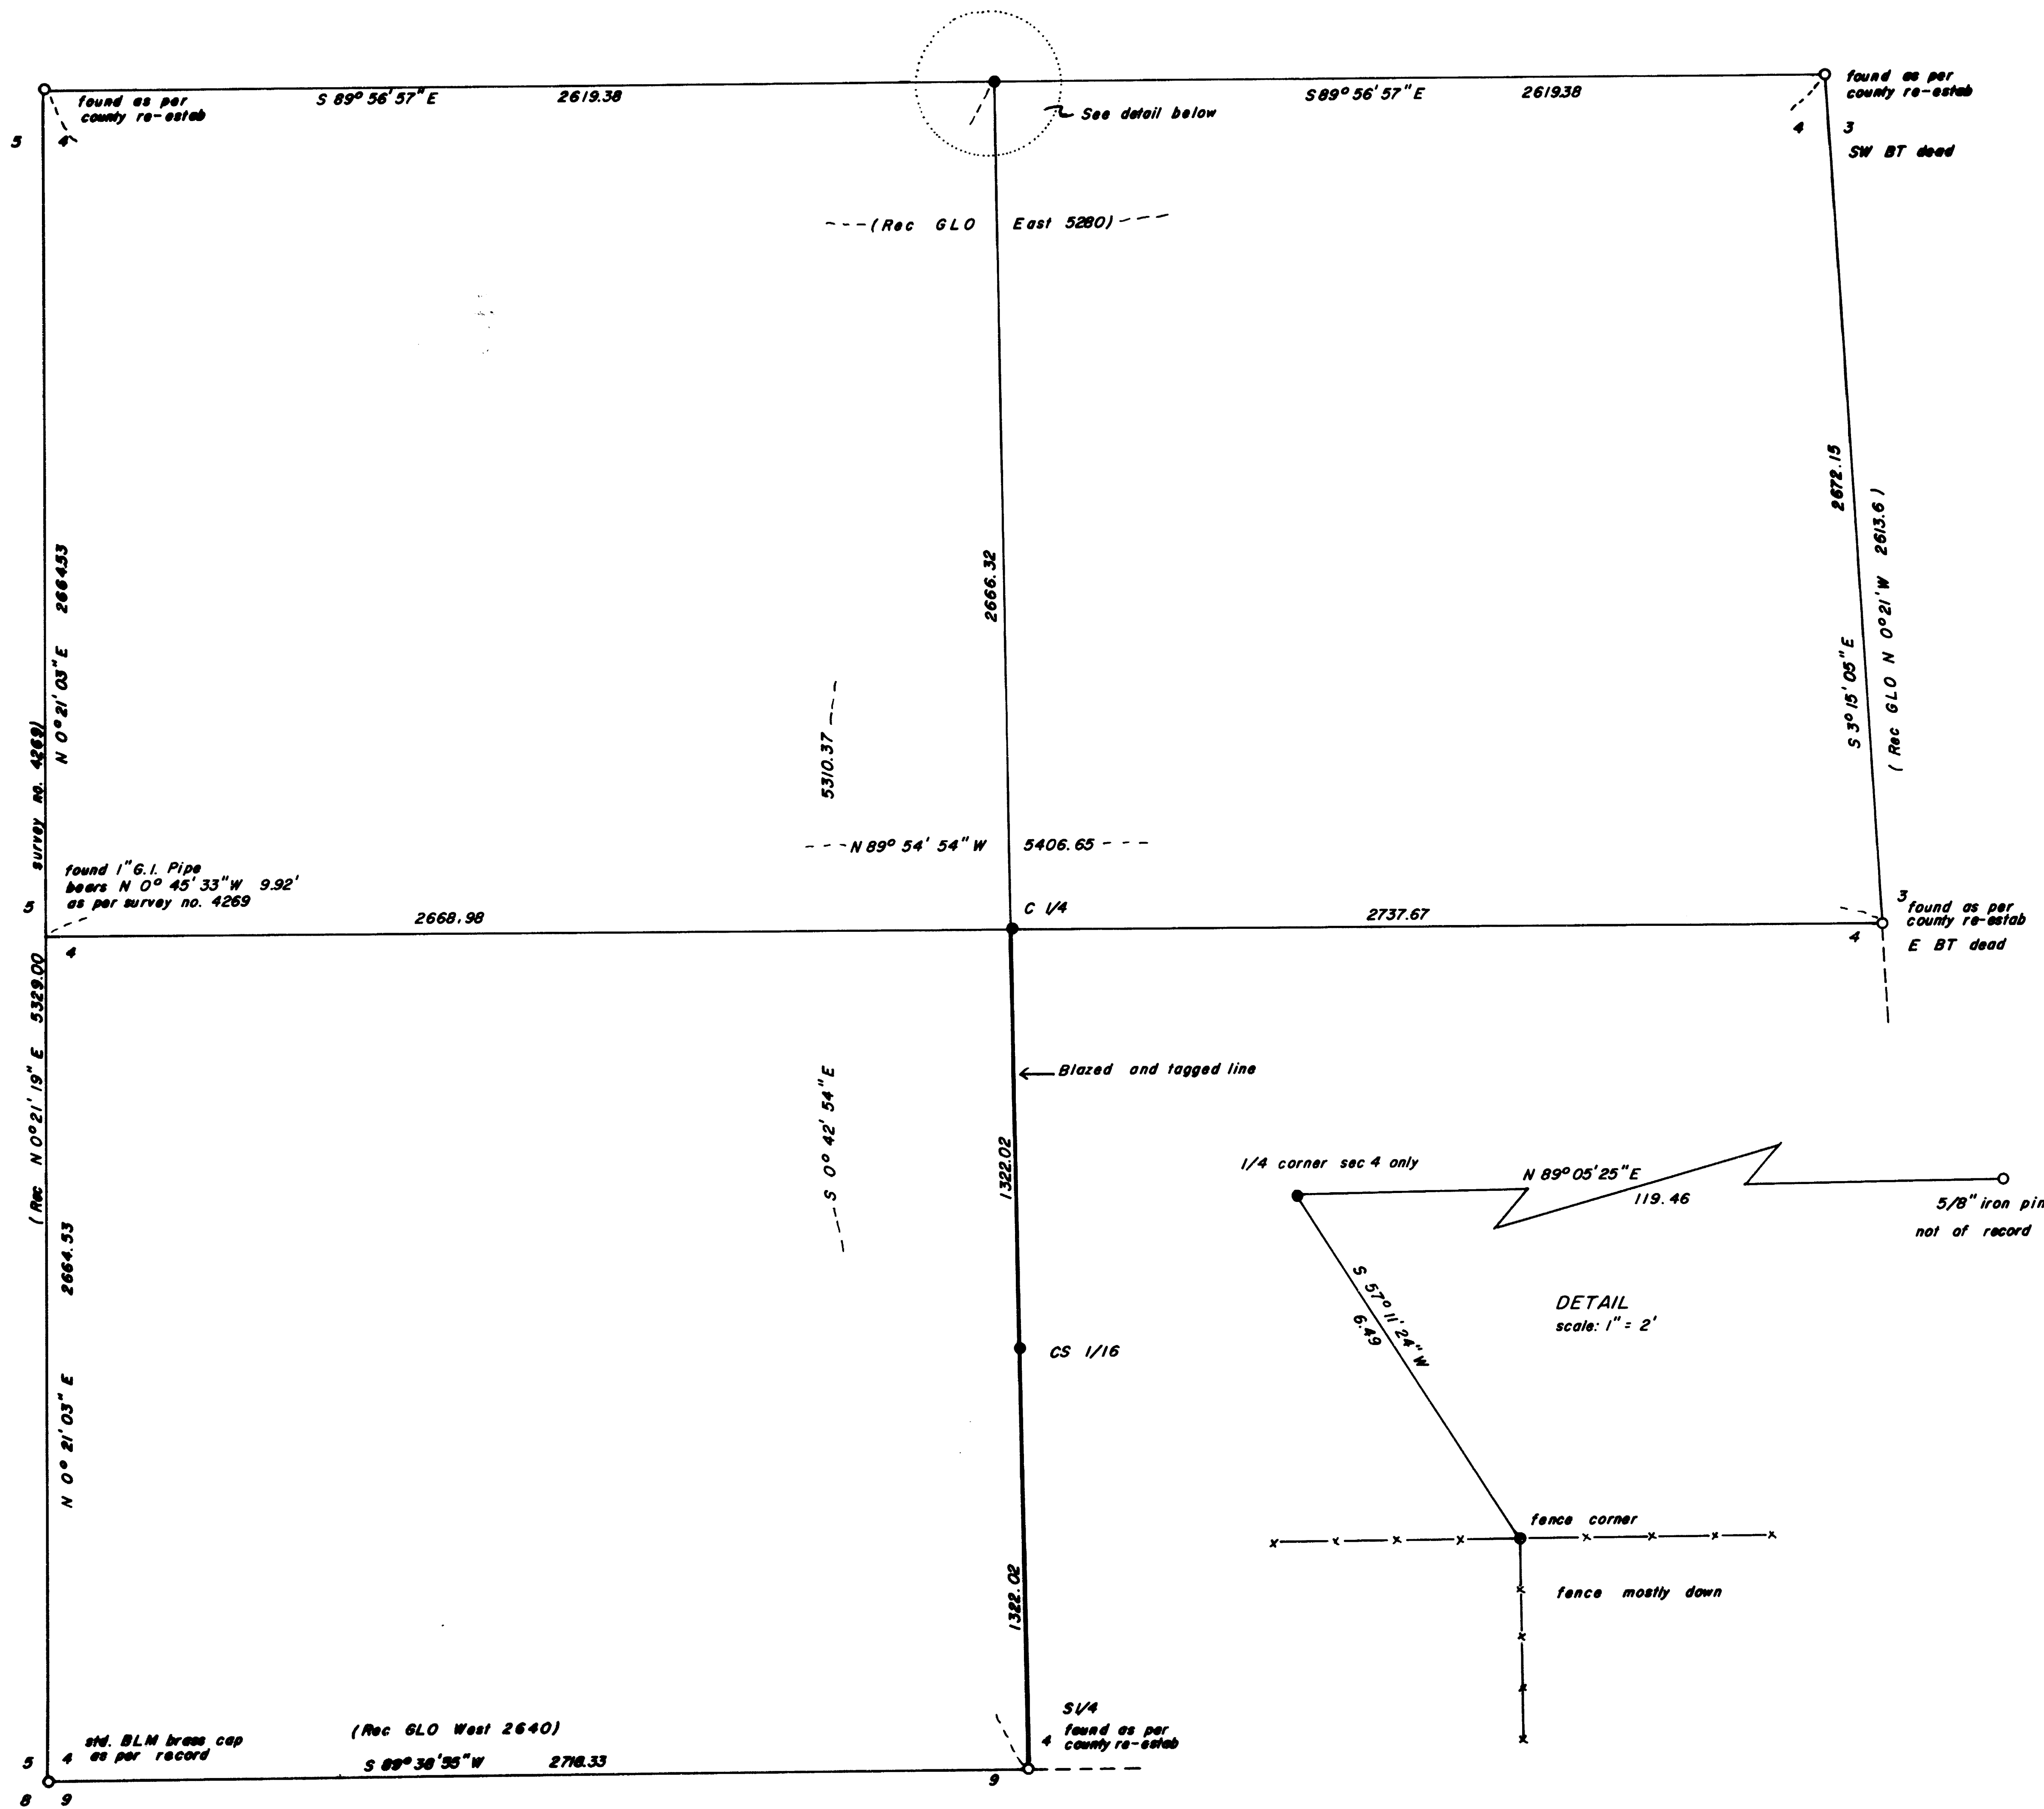 found as per
county re-estab
S 89° 56' 57" E 2619.38
See detail below
S 89° 56' 57" E 2619.38
found as per
county re-estab
5 4
4 3
SW BT dead
(Rec GLO East 5280)
N 0° 21' 03" E 2664.53
2666.32
2672.15
S 3° 15' 05" E
(Rec GLO N 0° 21' W 2613.6)
5310.37
S 0° 42' 54" E
N 89° 54' 54" W 5406.65
(Rec N 0° 21' 19" E 5329.00 survey no. 4269)
found 1" G.I. Pipe
bears N 0° 45' 33" W 9.92'
as per survey no. 4269
5
4
2668.98
C 1/4
2737.67
3
4
found as per
county re-estab
E BT dead
Blazed and tagged line
1322.02
CS 1/16
1322.02
N 0° 21' 03" E 2664.53
1/4 corner sec 4 only
N 89° 05' 25" E
119.46
5/8" iron pin
not of record
S 57° 11' 24" W
6.49
DETAIL
scale: 1" = 2'
fence corner
fence mostly down
S 1/4
found as per
county re-estab
4
9
std. BLM brass cap
as per record
(Rec GLO West 2640)
S 89° 38' 55" W 2718.33
5 4
8 9